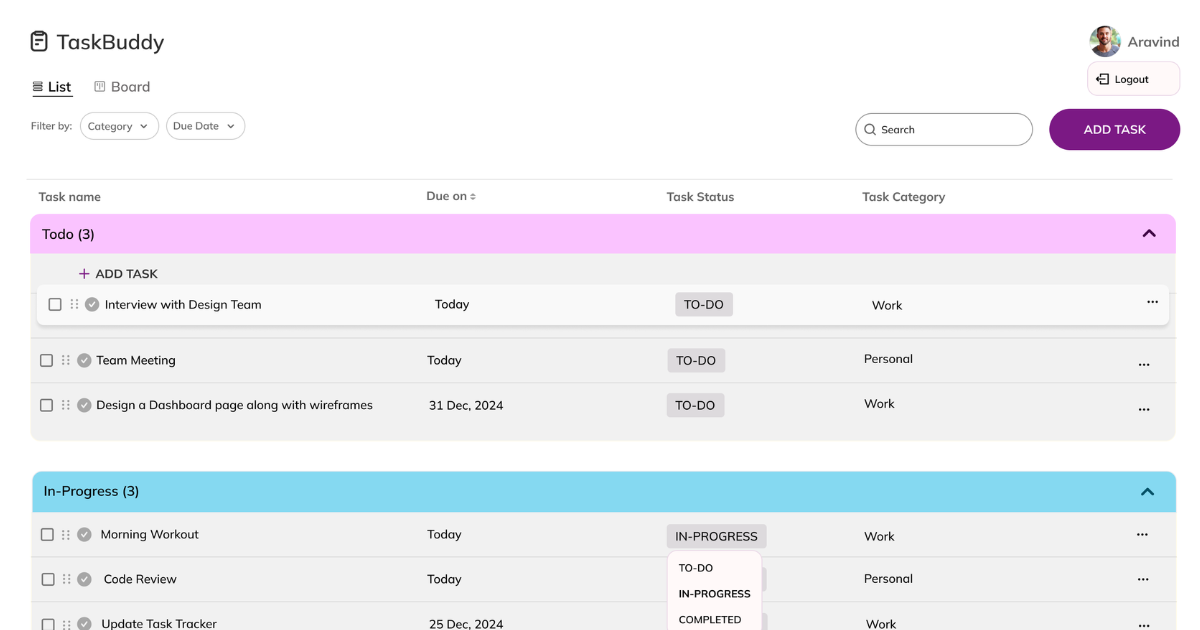 TaskBuddy
Aravind
List Board
Logout
Filter by: Category Due Date
Search
ADD TASK
Task name Due on Task Status Task Category
Todo (3)
+ ADD TASK
Interview with Design Team Today TO-DO Work
Team Meeting Today TO-DO Personal
Design a Dashboard page along with wireframes 31 Dec, 2024 TO-DO Work
In-Progress (3)
Morning Workout Today IN-PROGRESS Work
TO-DO
Code Review Today Personal
IN-PROGRESS
COMPLETED
Update Task Tracker 25 Dec, 2024 Work